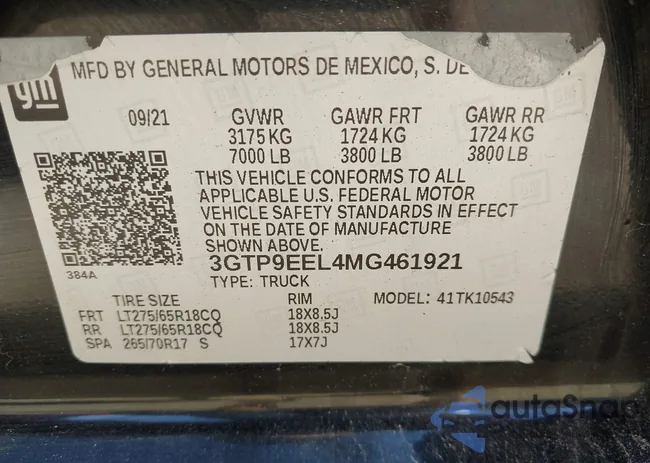 gm
MFD BY GENERAL MOTORS DE MEXICO, S. DE
09/21 GVWR GAWR FRT GAWR RR
3175 KG 1724 KG 1724 KG
7000 LB 3800 LB 3800 LB
THIS VEHICLE CONFORMS TO ALL
APPLICABLE U.S. FEDERAL MOTOR
VEHICLE SAFETY STANDARDS IN EFFECT
ON THE DATE OF MANUFACTURE
SHOWN ABOVE.
384A
3GTP9EEL4MG461921
TYPE: TRUCK
TIRE SIZE RIM MODEL: 41TK10543
FRT LT275/65R18CQ 18X8.5J
RR LT275/65R18CQ 18X8.5J
SPA 265/70R17 S 17X7J
autoSnap